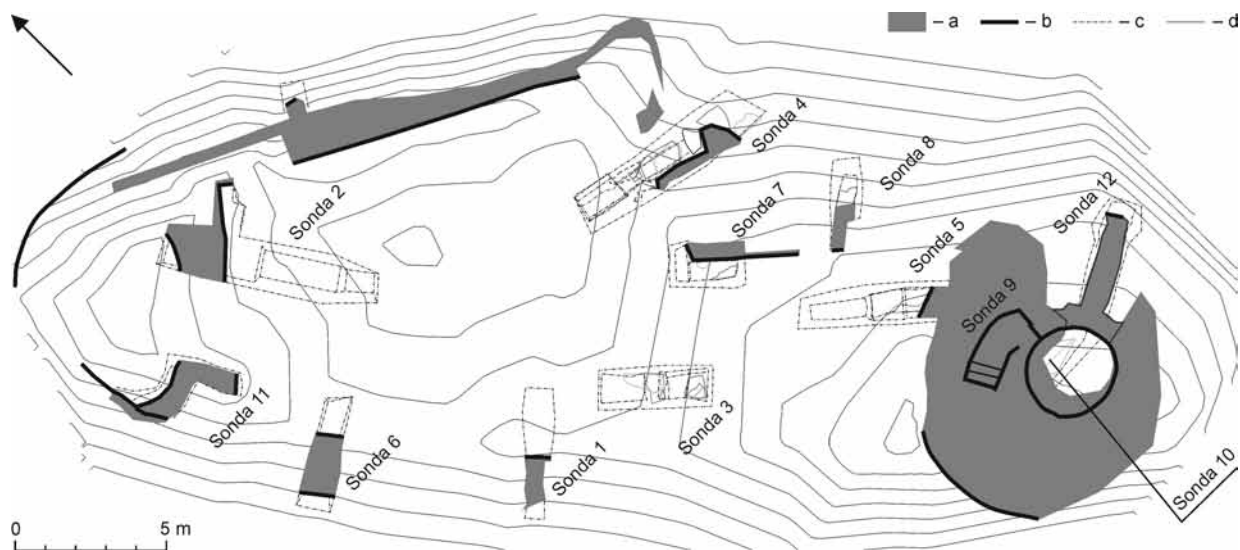 – a – b – c – d
Sonda 4
Sonda 8
Sonda 2
Sonda 7
Sonda 12
Sonda 5
Sonda 9
Sonda 11
Sonda 3
Sonda 6
Sonda 1
Sonda 10
0 5 m